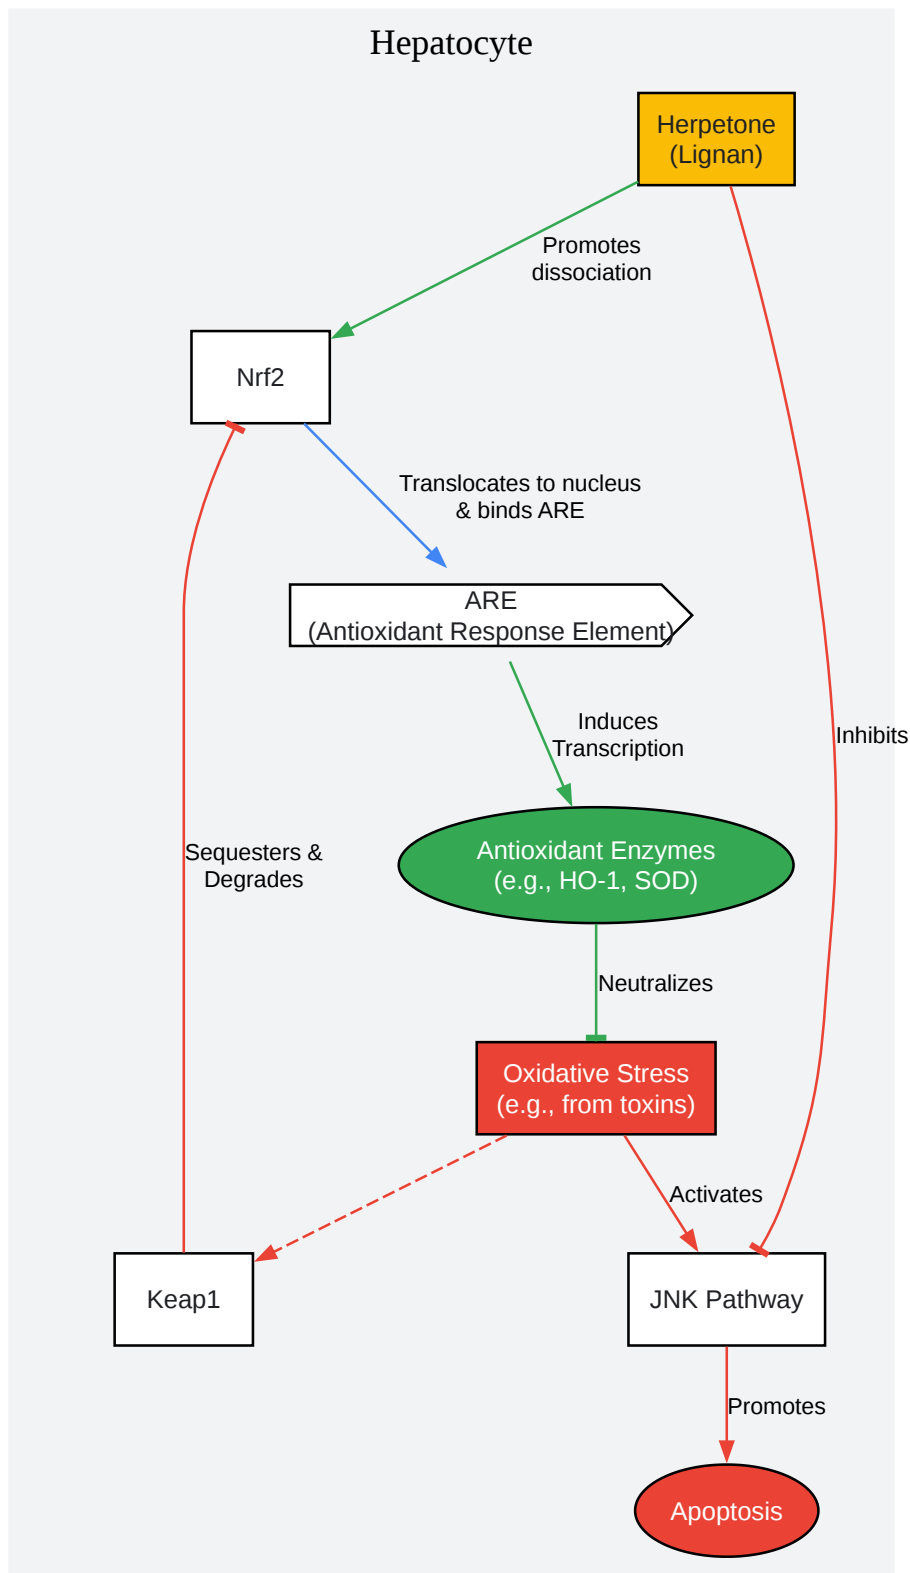 Hepatocyte
Herpetone
(Lignan)
Promotes
dissociation
Nrf2
Translocates to nucleus
& binds ARE
ARE
(Antioxidant Response Element)
Induces
Transcription
Inhibits
Sequesters &
Degrades
Antioxidant Enzymes
(e.g., HO-1, SOD)
Neutralizes
Oxidative Stress
(e.g., from toxins)
Activates
Keap1
JNK Pathway
Promotes
Apoptosis